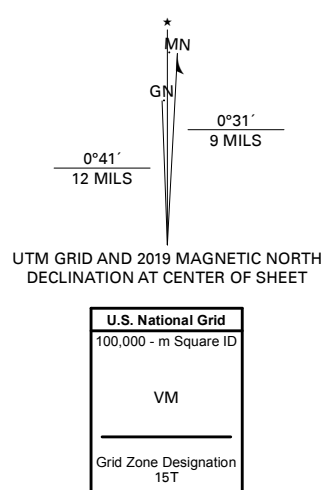 MN
GN
0°31´
9 MILS
0°41´
12 MILS
UTM GRID AND 2019 MAGNETIC NORTH
DECLINATION AT CENTER OF SHEET
U.S. National Grid
100,000 - m Square ID
VM
Grid Zone Designation
15T